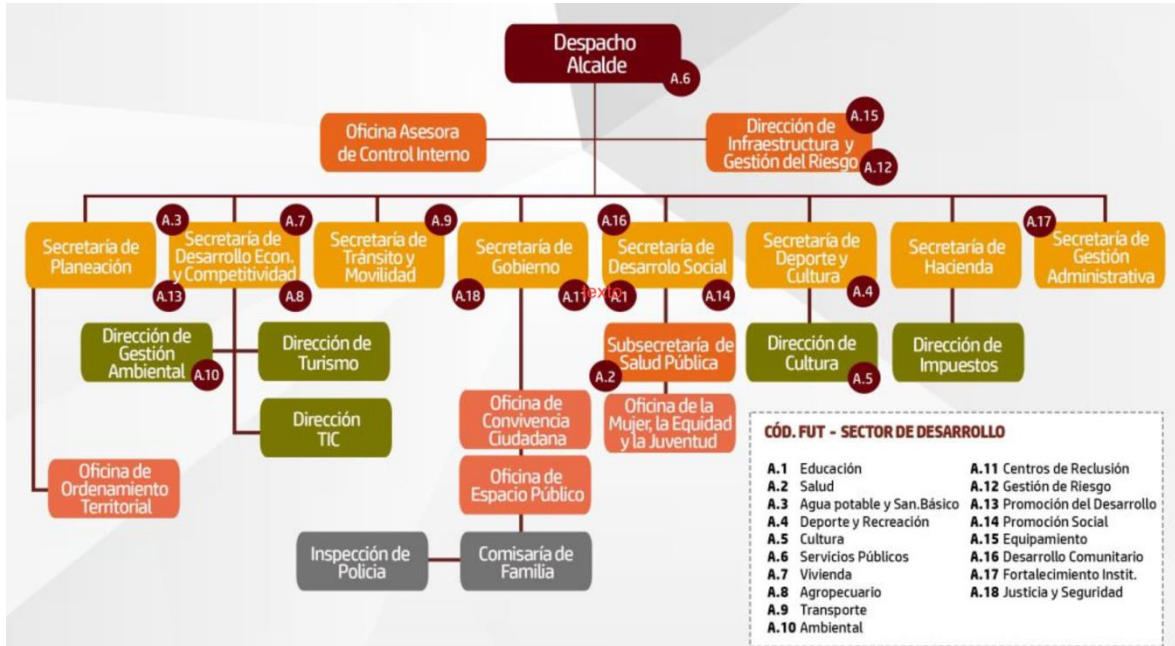 Despacho
Alcalde
A.6
Oficina Asesora
de Control Interno
Dirección de
Infraestructura y
Gestión del Riesgo
A.15
A.12
Secretaría de
Planeación
A.3
A.7
Secretaría de
Desarrollo Econ.
y Competitividad
A.13
A.8
A.9
Secretaría de
Tránsito y
Movilidad
Secretaría de
Gobierno
A.18
A.11
A.16
Secretaría de
Desarrolo Social
texto
A.1
A.14
Secretaría de
Deporte y
Cultura
A.4
Secretaría de
Hacienda
A.17
Secretaría de
Gestión
Administrativa
Dirección de
Gestión
Ambiental
A.10
Dirección de
Turismo
Subsecretaría de
Salud Pública
A.2
Dirección de
Cultura
A.5
Dirección de
Impuestos
Dirección
TIC
Oficina de
Convivencia
Ciudadana
Oficina de la
Mujer, la Equidad
y la Juventud
Oficina de
Ordenamiento
Territorial
Oficina de
Espacio Público
Inspección de
Policia
Comisaría de
Familia
CÓD. FUT - SECTOR DE DESARROLLO
A.1 Educación
A.2 Salud
A.3 Agua potable y San.Básico
A.4 Deporte y Recreación
A.5 Cultura
A.6 Servicios Públicos
A.7 Vivienda
A.8 Agropecuario
A.9 Transporte
A.10 Ambiental
A.11 Centros de Reclusión
A.12 Gestión de Riesgo
A.13 Promoción del Desarrollo
A.14 Promoción Social
A.15 Equipamiento
A.16 Desarrollo Comunitario
A.17 Fortalecimiento Instit.
A.18 Justicia y Seguridad